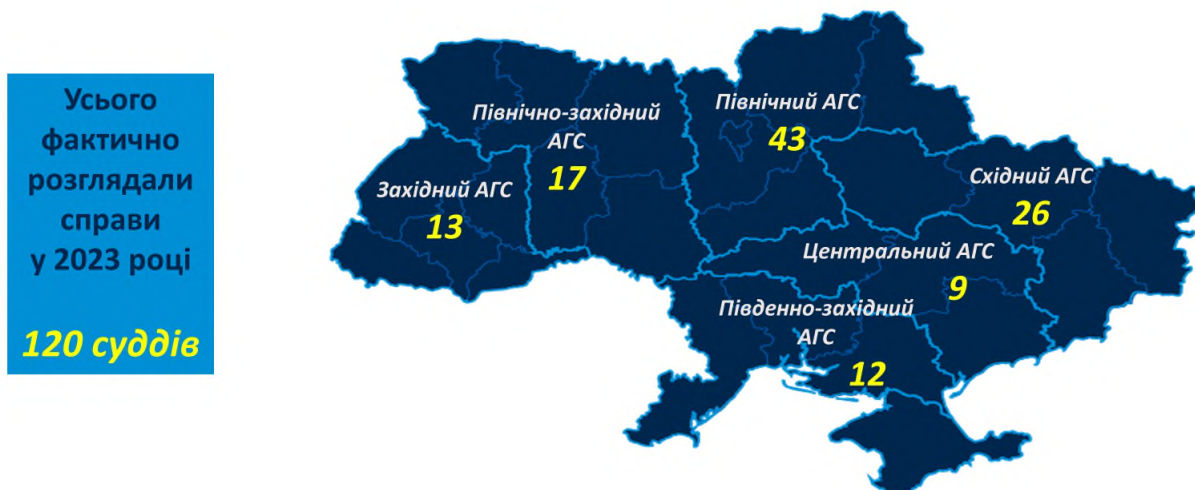 Усього
фактично
розглядали
справи
у 2023 році
120 суддів
Північно-західний
АГС
17
Північний АГС
43
Західний АГС
13
Східний АГС
26
Центральний АГС
9
Південно-західний
АГС
12